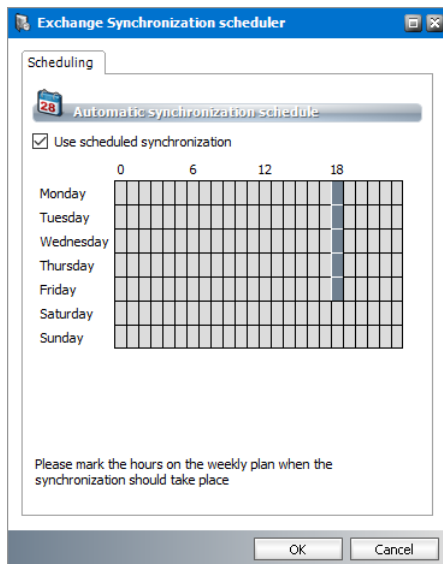 Exchange Synchronization scheduler
Scheduling
28
Automatic synchronization schedule
Use scheduled synchronization
0 6 12 18
Monday
Tuesday
Wednesday
Thursday
Friday
Saturday
Sunday
Please mark the hours on the weekly plan when the
synchronization should take place
OK Cancel